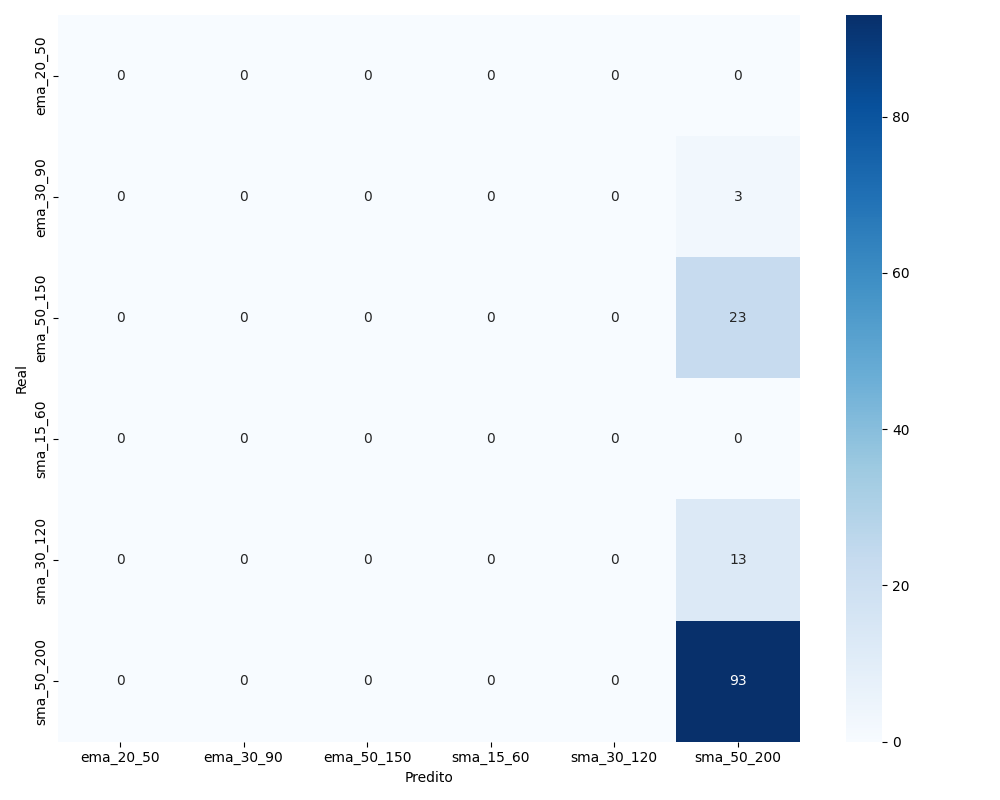 ema_20_50 0 0 0 0 0 0
ema_30_90 0 0 0 0 0 3
ema_50_150 0 0 0 0 0 23
sma_15_60 0 0 0 0 0 0
sma_30_120 0 0 0 0 0 13
sma_50_200 0 0 0 0 0 93
Real
ema_20_50 ema_30_90 ema_50_150 sma_15_60 sma_30_120 sma_50_200
Predito
80
60
40
20
0